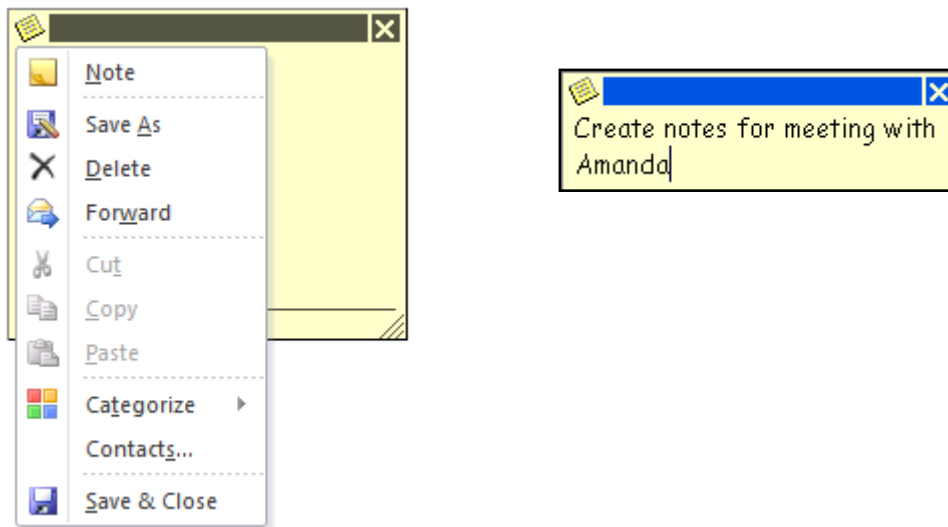 Note
Save As
Delete
Forward
Cut
Copy
Paste
Categorize
Contacts...
Save & Close
Create notes for meeting with
Amanda